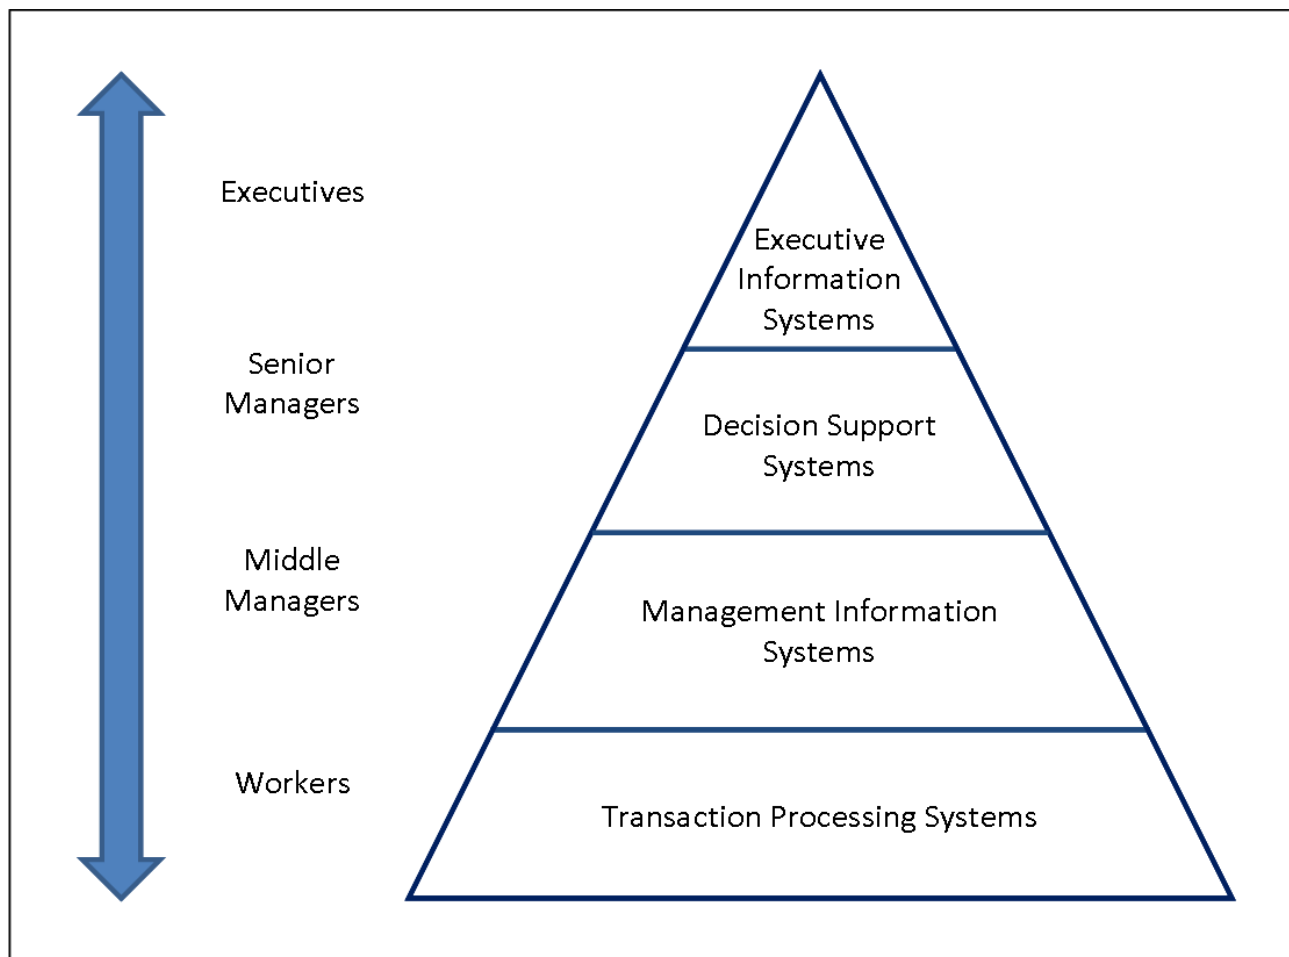 Executives
Executive
Information
Systems
Senior
Managers
Decision Support
Systems
Middle
Managers
Management Information
Systems
Workers
Transaction Processing Systems